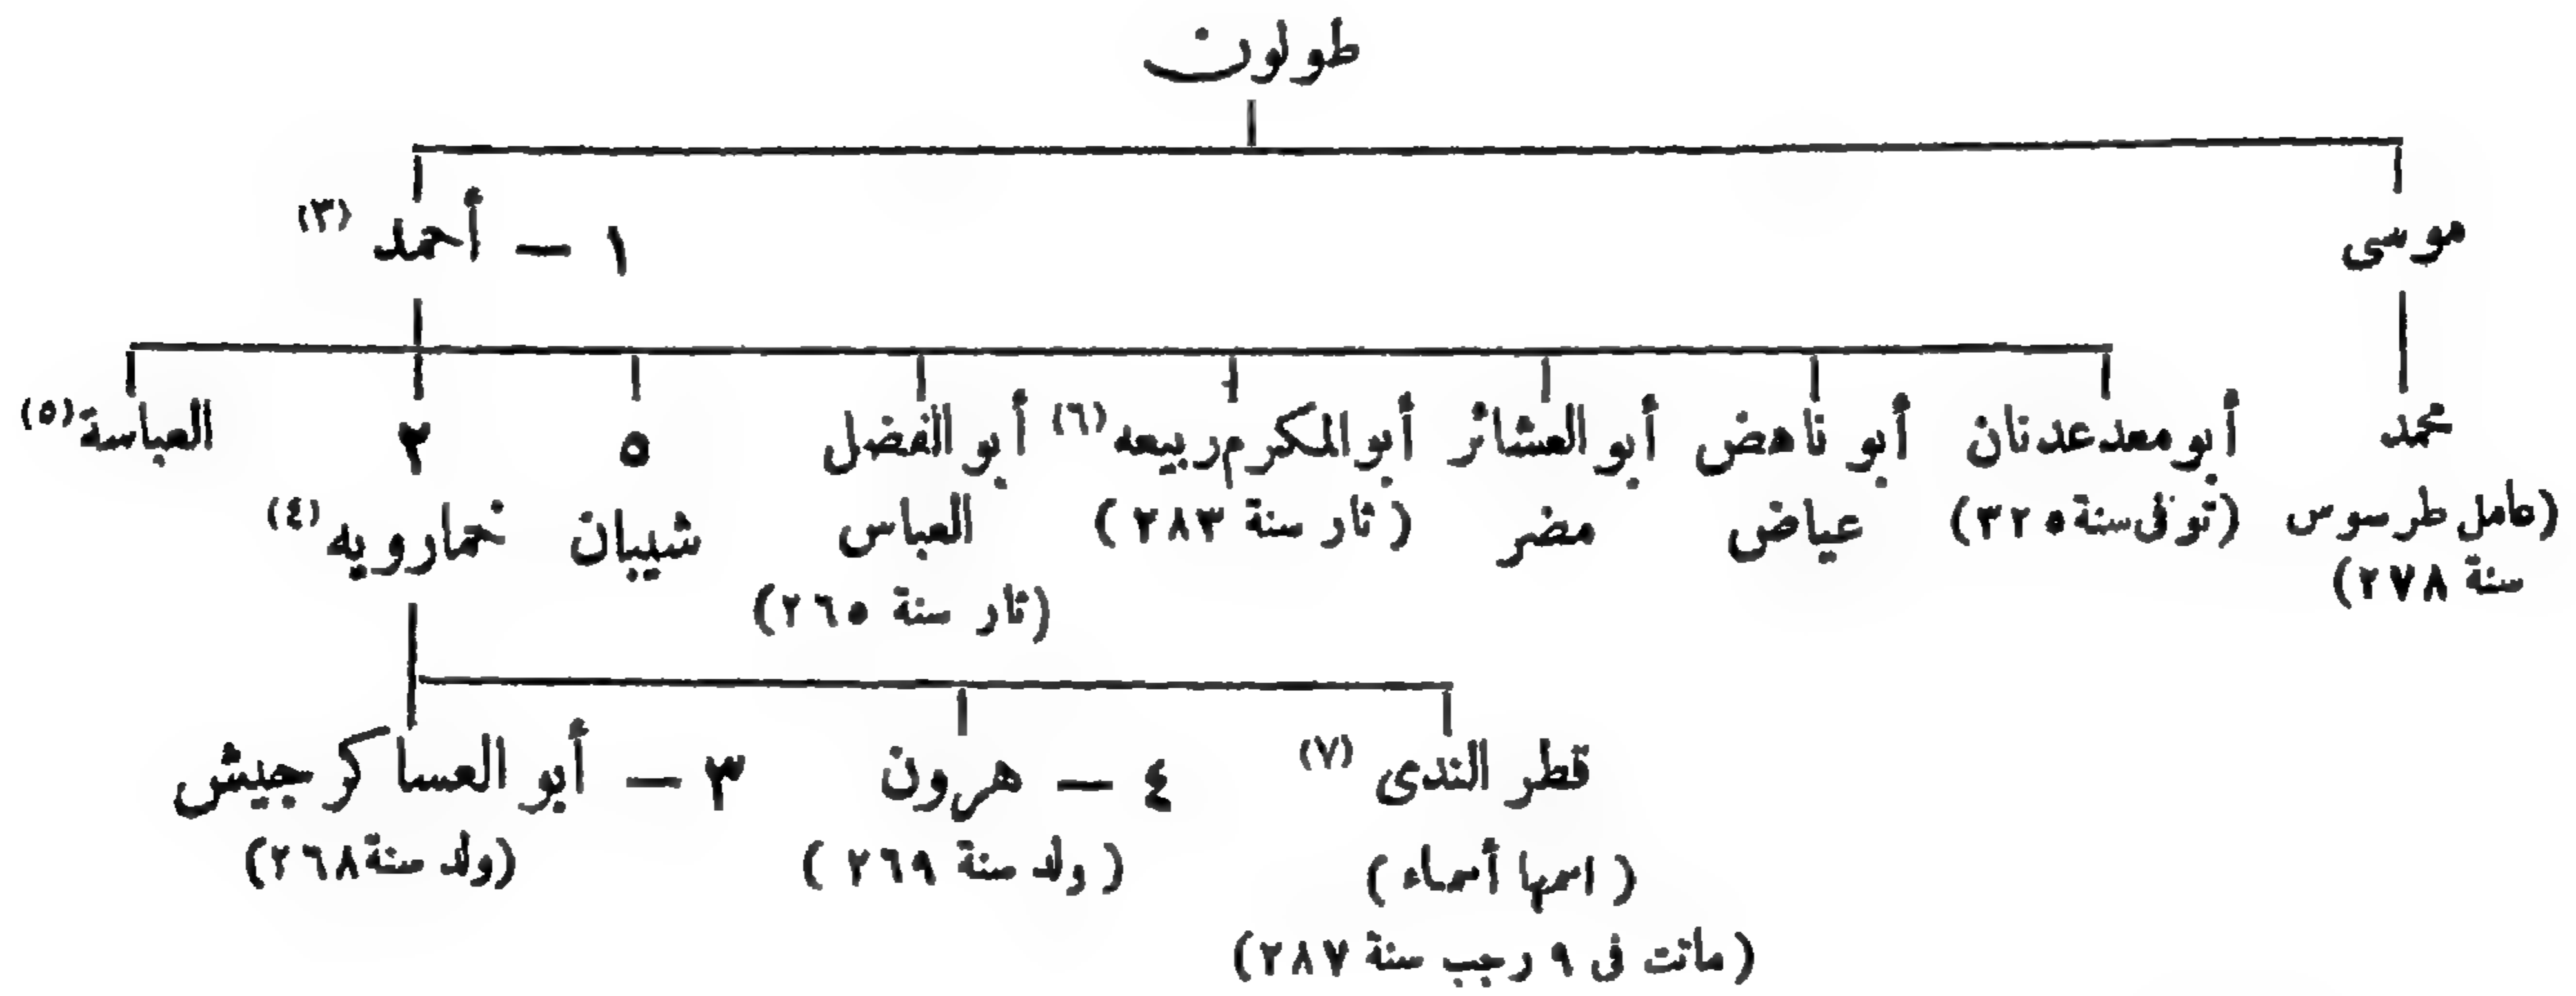 طولون
موسى
١ — أحمد (٣)
محمد
(عامل طرسوس
سنة ٢٧٨)
أبو معد عدنان
(توفى سنة ٣٢٥)
أبو ناهض
عياض
أبو العشائر
مضر
أبو المكرم ربيعه (٦)
(ثار سنة ٢٨٣)
أبو الفضل
العباس
(ثار سنة ٢٦٥)
٥
شيبان
٢
خمارويه (٤)
العباسة (٥)
قطر الندى (٧)
(اسمها أسماء)
(ماتت فى ٩ رجب سنة ٢٨٧)
٤ — هرون
(ولد سنة ٢٦٩)
٣ — أبو العساكر جيش
(ولد سنة ٢٦٨)